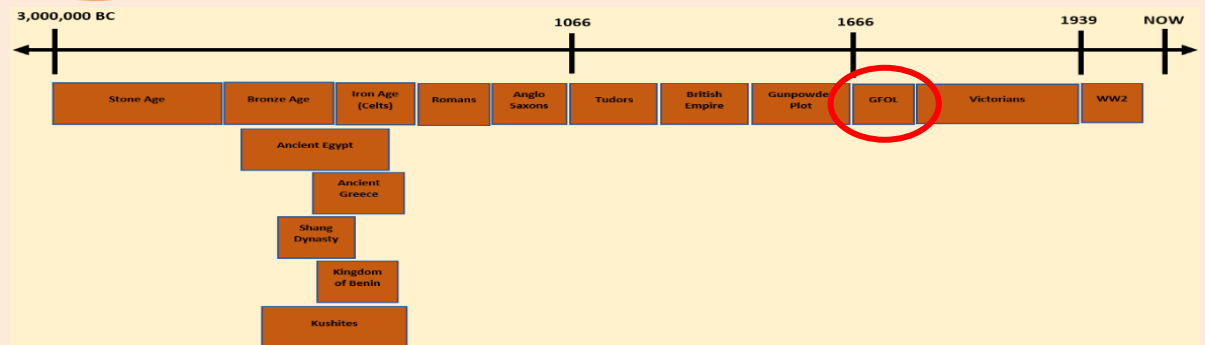 3,000,000 BC
1066
1666
1939
NOW
Stone Age
Bronze Age
Iron Age
(Celts)
Romans
Anglo
Saxons
Tudors
British
Empire
Gunpowde
Plot
GFOL
Victorians
WW2
Ancient Egypt
Ancient
Greece
Shang
Dynasty
Kingdom
of Benin
Kushites